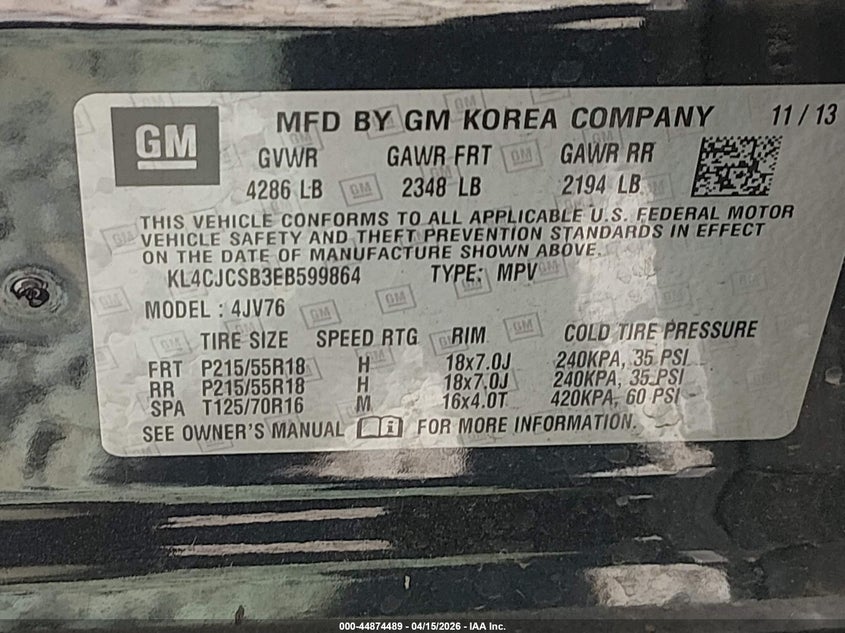 GM
MFD BY GM KOREA COMPANY 11 / 13
GVWR GAWR FRT GAWR RR
4286 LB 2348 LB 2194 LB
THIS VEHICLE CONFORMS TO ALL APPLICABLE U.S. FEDERAL MOTOR
VEHICLE SAFETY AND THEFT PREVENTION STANDARDS IN EFFECT
ON THE DATE OF MANUFACTURE SHOWN ABOVE.
KL4CJCSB3EB599864 TYPE: MPV
MODEL : 4JV76
TIRE SIZE SPEED RTG RIM COLD TIRE PRESSURE
FRT P215/55R18 H 18x7.0J 240KPA, 35 PSI
RR P215/55R18 H 18x7.0J 240KPA, 35 PSI
SPA T125/70R16 M 16x4.0T 420KPA, 60 PSI
SEE OWNER'S MANUAL FOR MORE INFORMATION.
000-44874489 - 04/15/2026 - IAA Inc.